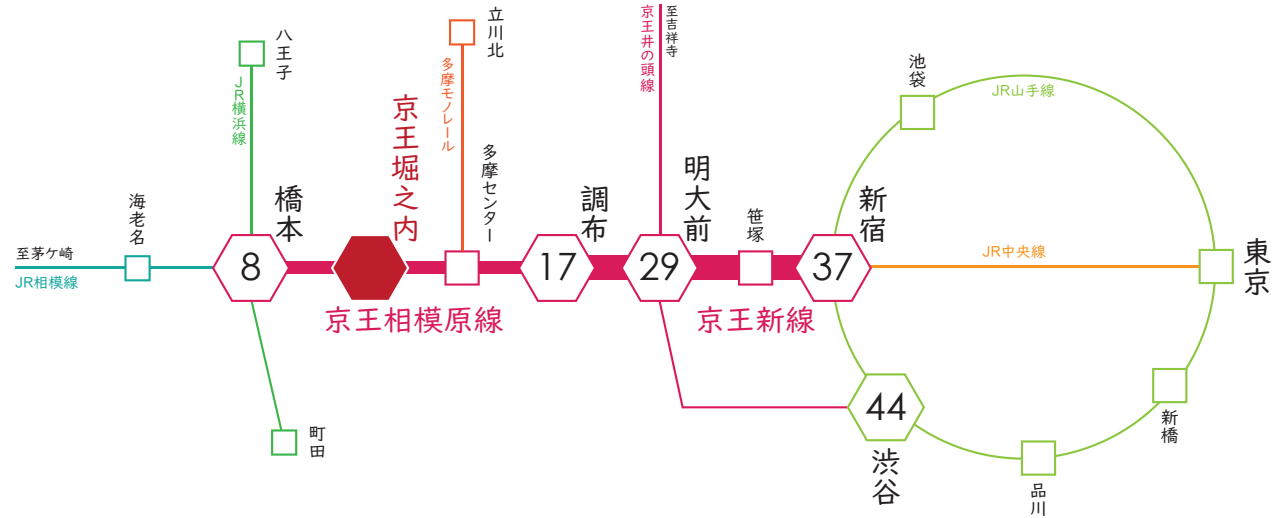 八王子
JR横浜線
立川北
多摩モノレール
京王井の頭線
至吉祥寺
池袋
JR山手線
京王堀之内
多摩センター
橋本
調布
明大前
笹塚
新宿
海老名
至茅ケ崎
JR相模線
8
17
29
37
JR中央線
東京
京王相模原線
京王新線
44
渋谷
町田
新橋
品川